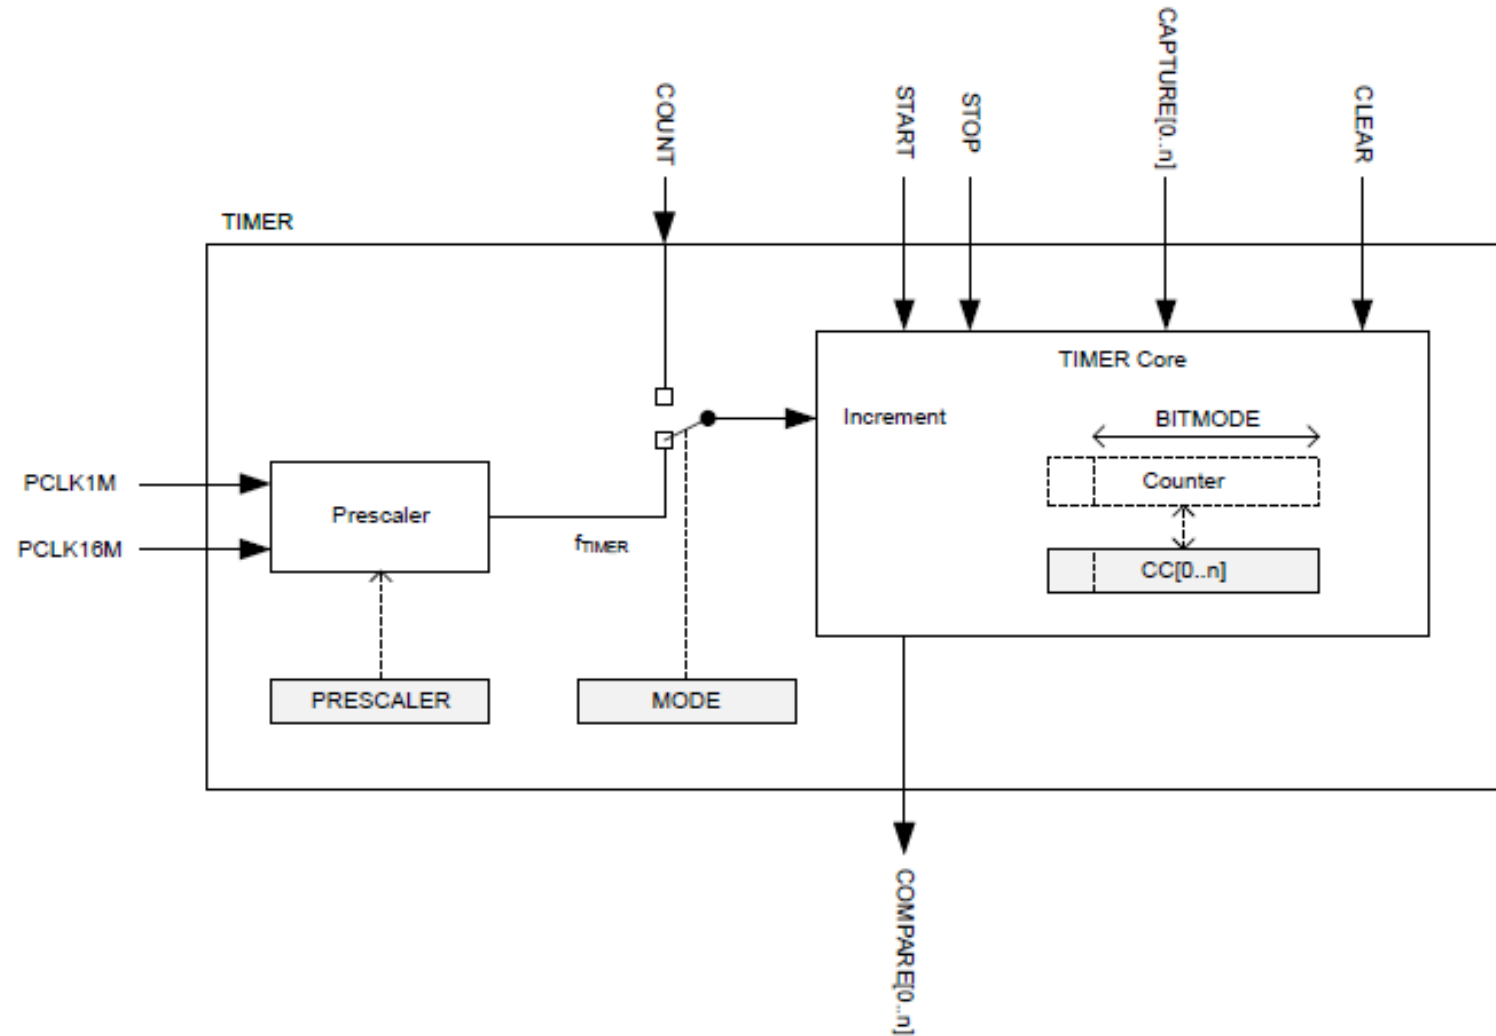 COUNT
START
STOP
CAPTURE[0..n]
CLEAR
TIMER
TIMER Core
Increment
BITMODE
Counter
CC[0..n]
PCLK1M
PCLK16M
Prescaler
fTIMER
PRESCALER
MODE
COMPARE[0..n]